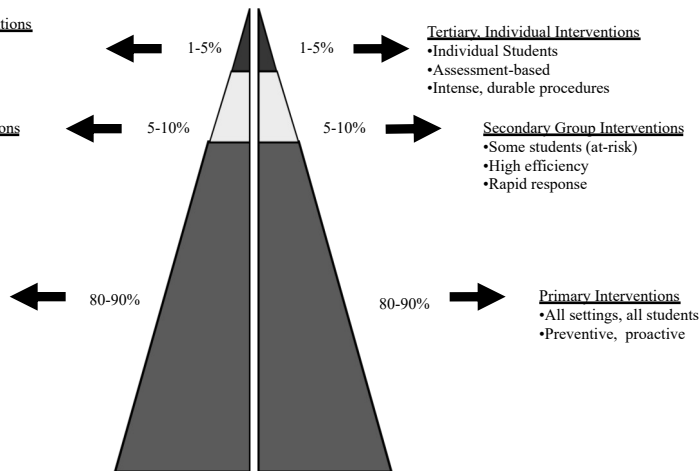 1-5%
1-5%
Tertiary, Individual Interventions
•Individual Students
•Assessment-based
•Intense, durable procedures
5-10%
5-10%
Secondary Group Interventions
•Some students (at-risk)
•High efficiency
•Rapid response
80-90%
80-90%
Primary Interventions
•All settings, all students
•Preventive, proactive